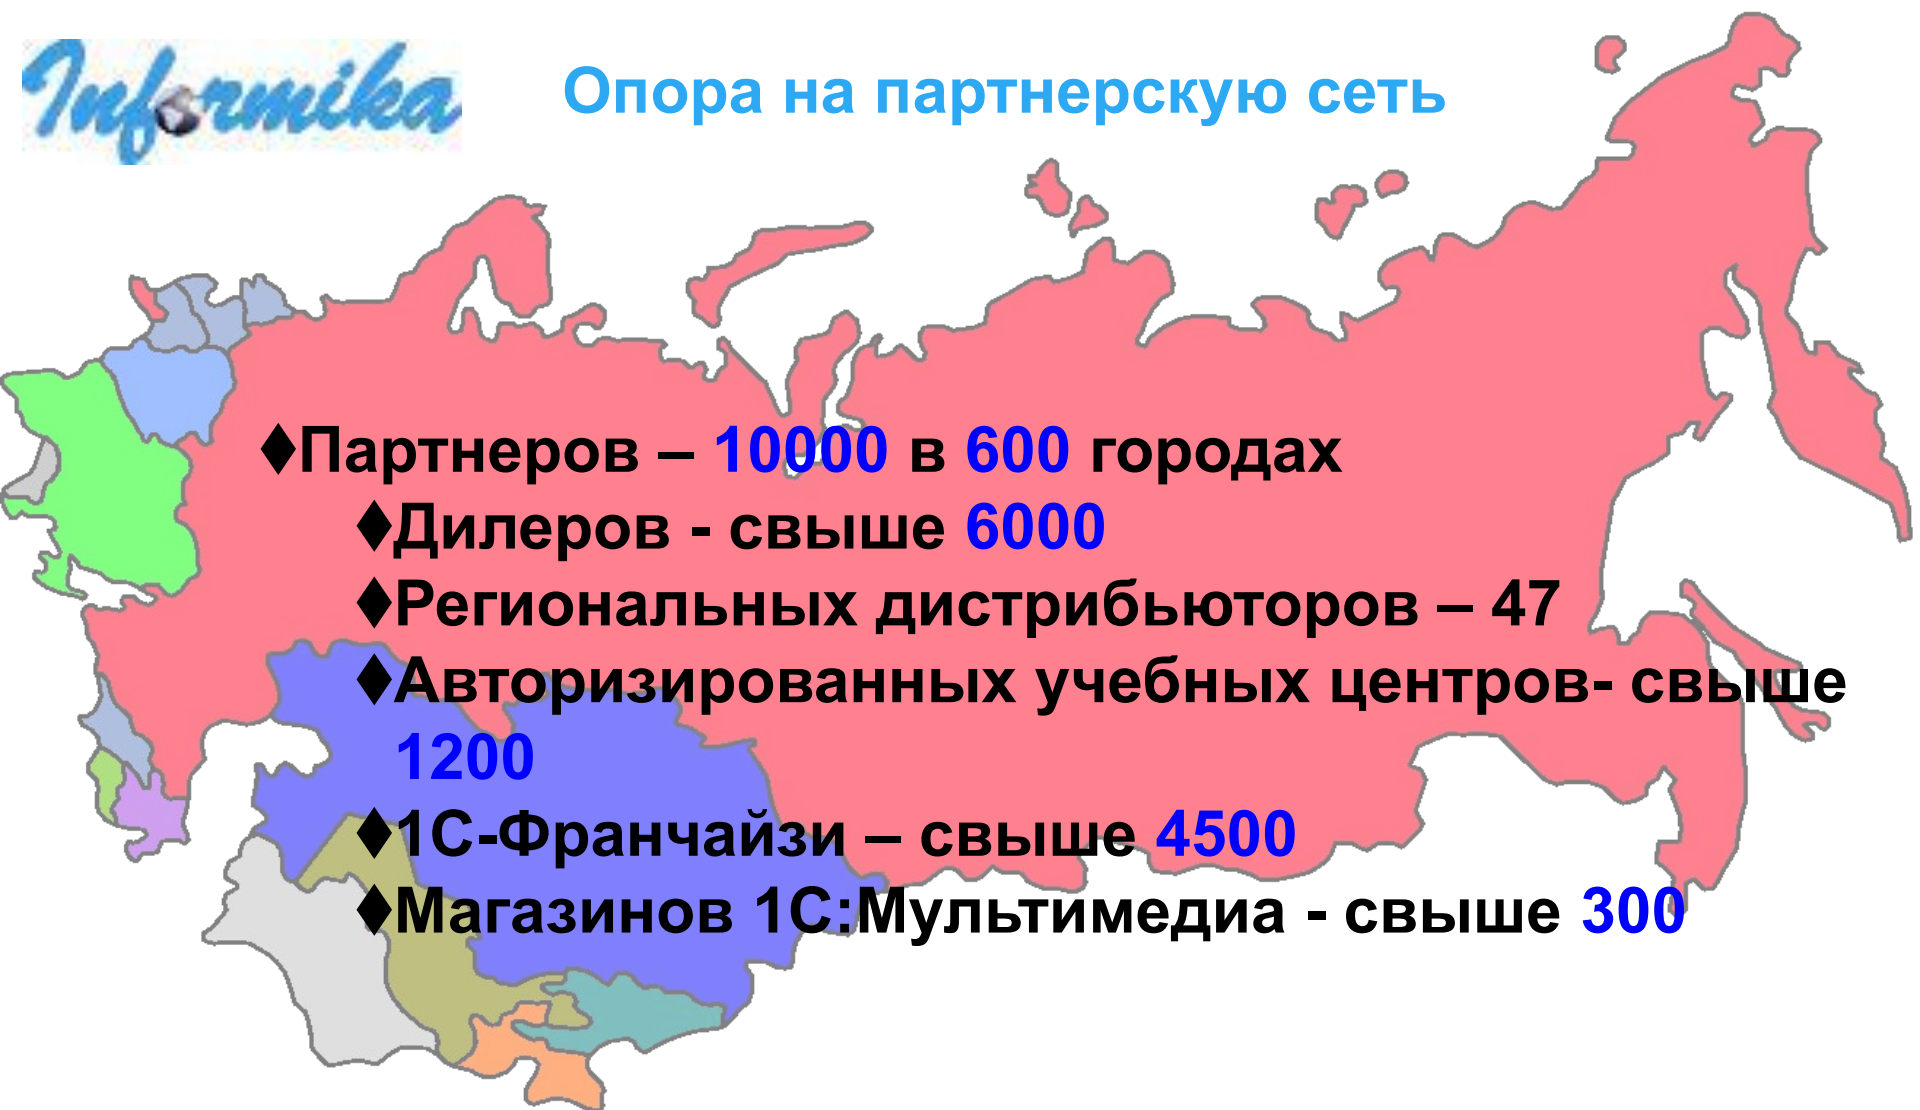 Informika
Опора на партнерскую сеть
♦Партнеров – 10000 в 600 городах
♦Дилеров - свыше 6000
♦Региональных дистрибьюторов – 47
♦Авторизированных учебных центров- свыше
1200
♦1С-Франчайзи – свыше 4500
♦Магазинов 1С:Мультимедиа - свыше 300